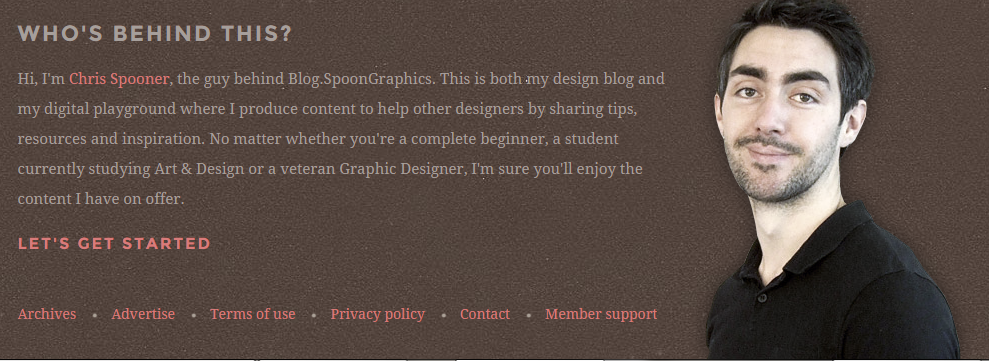 WHO'S BEHIND THIS?
Hi, I'm Chris Spooner, the guy behind Blog.SpoonGraphics. This is both my design blog and
my digital playground where I produce content to help other designers by sharing tips,
resources and inspiration. No matter whether you're a complete beginner, a student
currently studying Art & Design or a veteran Graphic Designer, I'm sure you'll enjoy the
content I have on offer.
LET'S GET STARTED
Archives • Advertise • Terms of use • Privacy policy • Contact • Member support